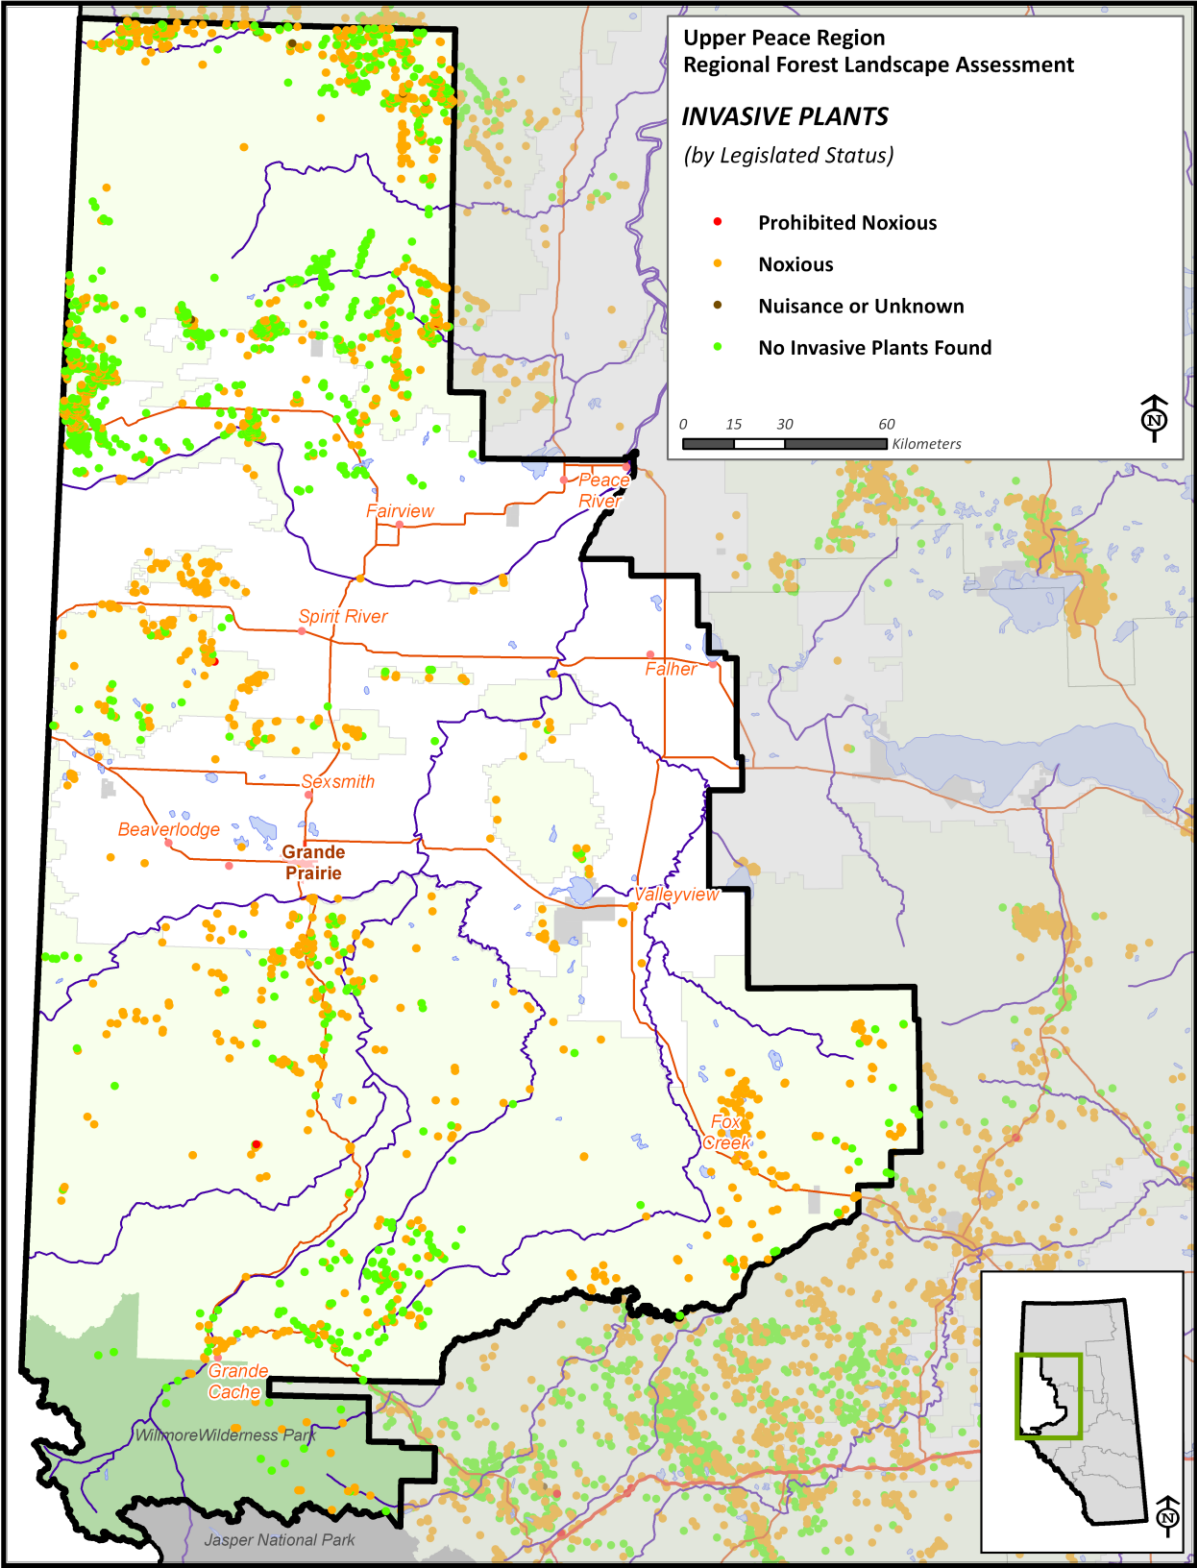 Upper Peace Region
Regional Forest Landscape Assessment
INVASIVE PLANTS
(by Legislated Status)
Prohibited Noxious
Noxious
Nuisance or Unknown
No Invasive Plants Found
0 15 30 60
Kilometers
N
Peace
River
Fairview
Spirit River
Falher
Sexsmith
Beaverlodge
Grande
Prairie
Valleyview
Fox
Creek
Grande
Cache
WillmoreWilderness Park
Jasper National Park
N